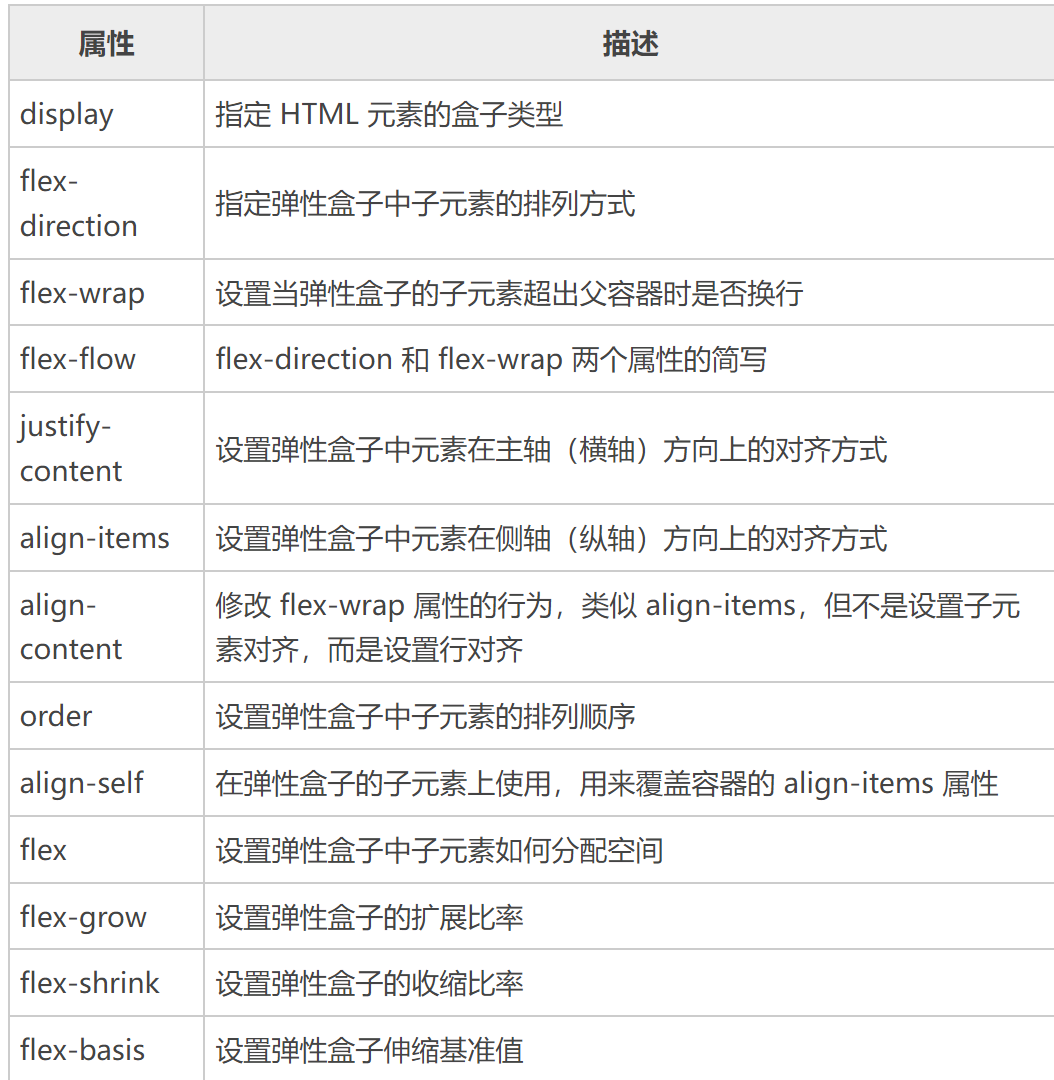 属性 描述
display 指定 HTML 元素的盒子类型
flex-
direction
指定弹性盒子中子元素的排列方式
flex-wrap 设置当弹性盒子的子元素超出父容器时是否换行
flex-flow flex-direction 和 flex-wrap 两个属性的简写
justify-
content
设置弹性盒子中元素在主轴（横轴）方向上的对齐方式
align-items 设置弹性盒子中元素在侧轴（纵轴）方向上的对齐方式
align-
content
修改 flex-wrap 属性的行为，类似 align-items，但不是设置子元
素对齐，而是设置行对齐
order 设置弹性盒子中子元素的排列顺序
align-self 在弹性盒子的子元素上使用，用来覆盖容器的 align-items 属性
flex 设置弹性盒子中子元素如何分配空间
flex-grow 设置弹性盒子的扩展比率
flex-shrink 设置弹性盒子的收缩比率
flex-basis 设置弹性盒子伸缩基准值